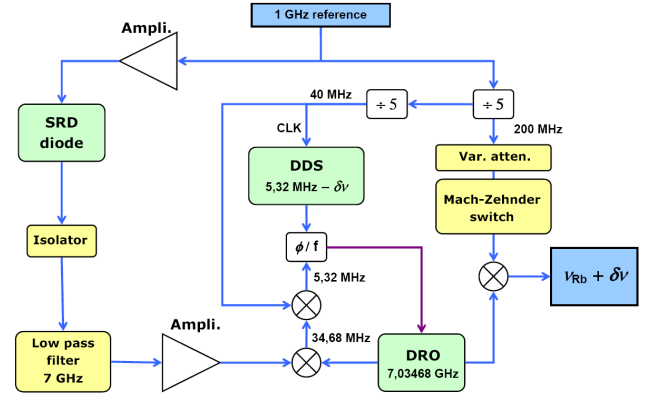 1 GHz reference
Ampli.
40 MHz
÷ 5
÷ 5
SRD
diode
CLK
200 MHz
DDS
5,32 MHz – δν
Var. atten.
Mach-Zehnder
switch
Isolator
ϕ / f
5,32 MHz
νRb + δν
Ampli.
34,68 MHz
Low pass
filter
7 GHz
DRO
7,03468 GHz